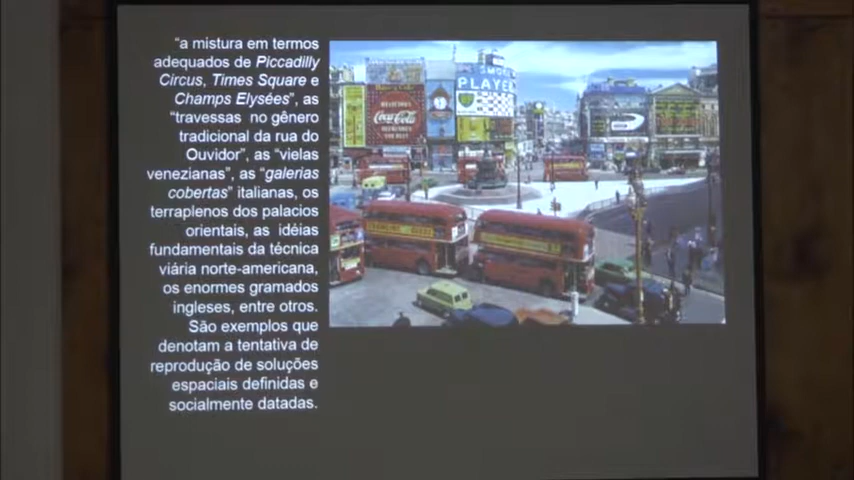 “a mistura em termos
adequados de Piccadilly
Circus, Times Square e
Champs Elysées”, as
“travessas no gênero
tradicional da rua do
Ouvidor”, as “vielas
venezianas”, as “galerias
cobertas” italianas, os
terraplenos dos palacios
orientais, as idéias
fundamentais da técnica
viária norte-americana,
os enormes gramados
ingleses, entre outros.
São exemplos que
denotam a tentativa de
reprodução de soluções
espaciais definidas e
socialmente datadas.
SMOKE
PLAYER
Coca-Cola